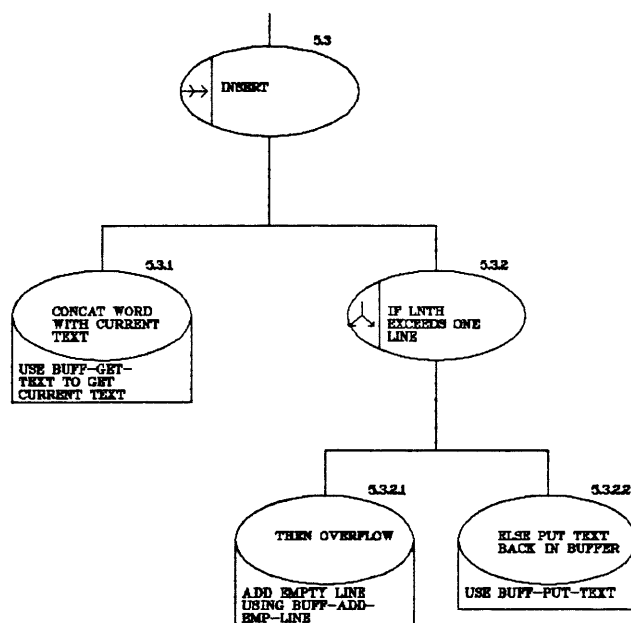 5.3
INSERT
5.3.1
CONCAT WORD
WITH CURRENT
TEXT
USE BUFF-GET-
TEXT TO GET
CURRENT TEXT
5.3.2
IF LNTH
EXCEEDS ONE
LINE
5.3.2.1
THEN OVERFLOW
ADD EMPTY LINE
USING BUFF-ADD-
EMP-LINE
5.3.2.2
ELSE PUT TEXT
BACK IN BUFFER
USE BUFF-PUT-TEXT